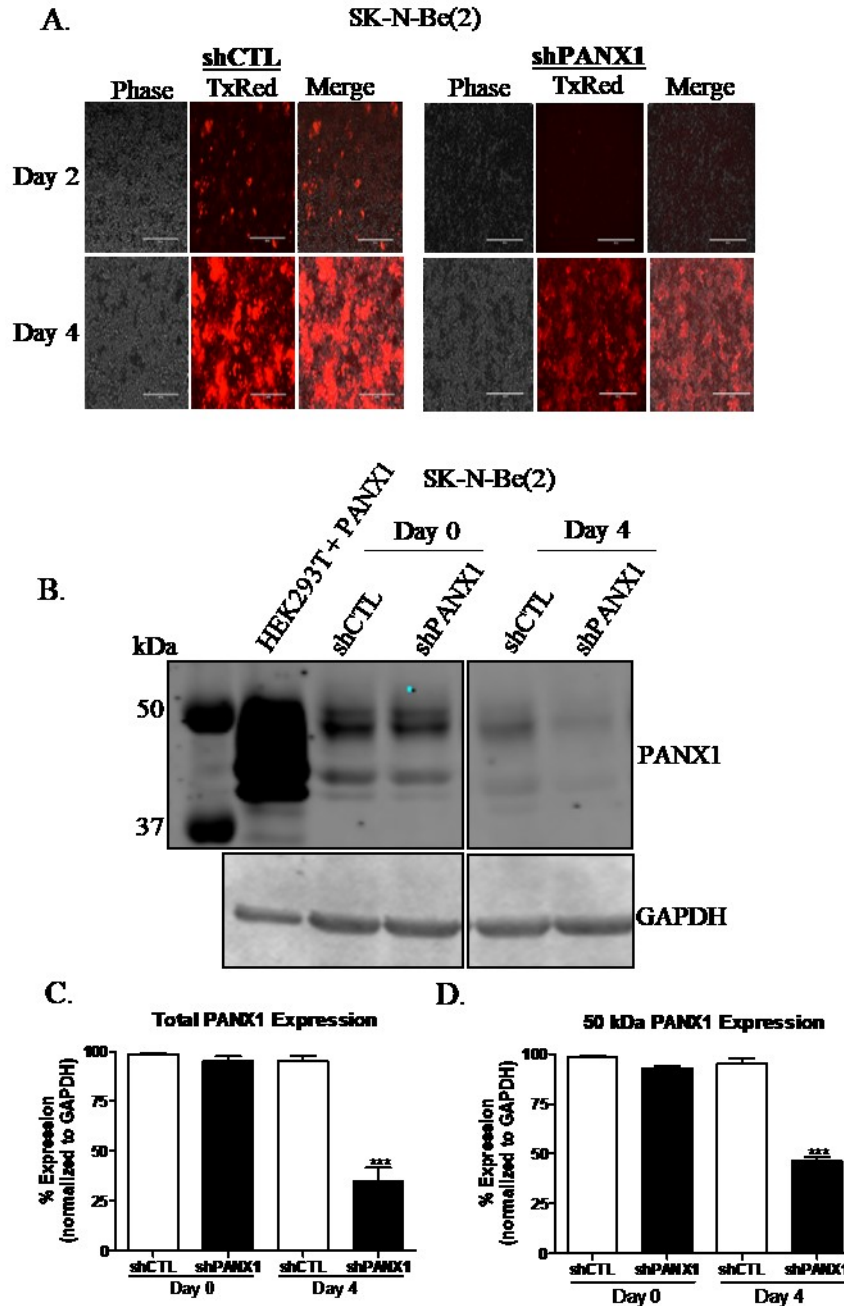 A.
SK-N-Be(2)
shCTL
shPANX1
Phase TxRed Merge
Phase TxRed Merge
Day 2
Day 4
SK-N-Be(2)
B.
Day 0
Day 4
HEK293T + PANX1
shCTL
shPANX1
shCTL
shPANX1
kDa
50
37
PANX1
GAPDH
C.
Total PANX1 Expression
% Expression
(normalized to GAPDH)
100
75
50
25
0
***
shCTL shPANX1 shCTL shPANX1
Day 0 Day 4
D.
50 kDa PANX1 Expression
% Expression
(normalized to GAPDH)
100
75
50
25
0
***
shCTL shPANX1 shCTL shPANX1
Day 0 Day 4